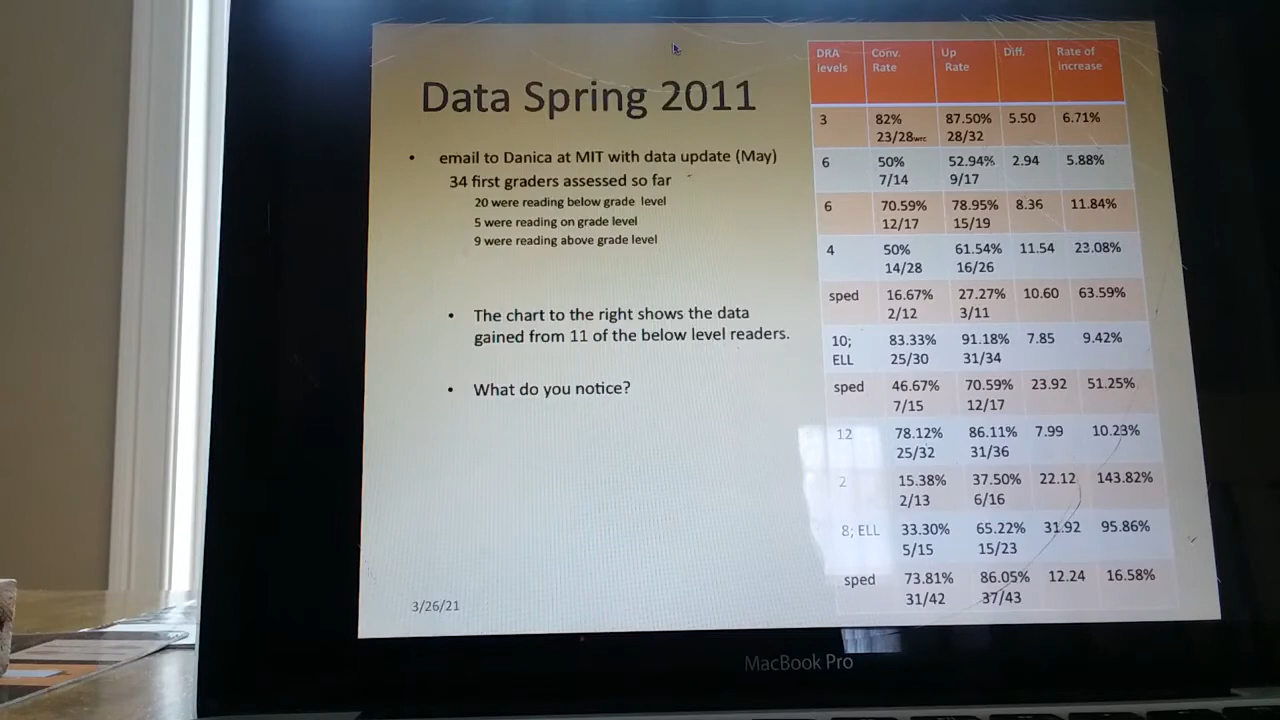 Data Spring 2011
• email to Danica at MIT with data update (May)
34 first graders assessed so far
20 were reading below grade level
5 were reading on grade level
9 were reading above grade level
• The chart to the right shows the data
gained from 11 of the below level readers.
• What do you notice?
3/26/21
DRA levels Conv. Rate Up Rate Diff. Rate of increase
3 82% 87.50% 5.50 6.71%
23/28wrc 28/32
6 50% 52.94% 2.94 5.88%
7/14 9/17
6 70.59% 78.95% 8.36 11.84%
12/17 15/19
4 50% 61.54% 11.54 23.08%
14/28 16/26
sped 16.67% 27.27% 10.60 63.59%
2/12 3/11
10; 83.33% 91.18% 7.85 9.42%
ELL 25/30 31/34
sped 46.67% 70.59% 23.92 51.25%
7/15 12/17
12 78.12% 86.11% 7.99 10.23%
25/32 31/36
2 15.38% 37.50% 22.12 143.82%
2/13 6/16
8; ELL 33.30% 65.22% 31.92 95.86%
5/15 15/23
sped 73.81% 86.05% 12.24 16.58%
31/42 37/43
MacBook Pro